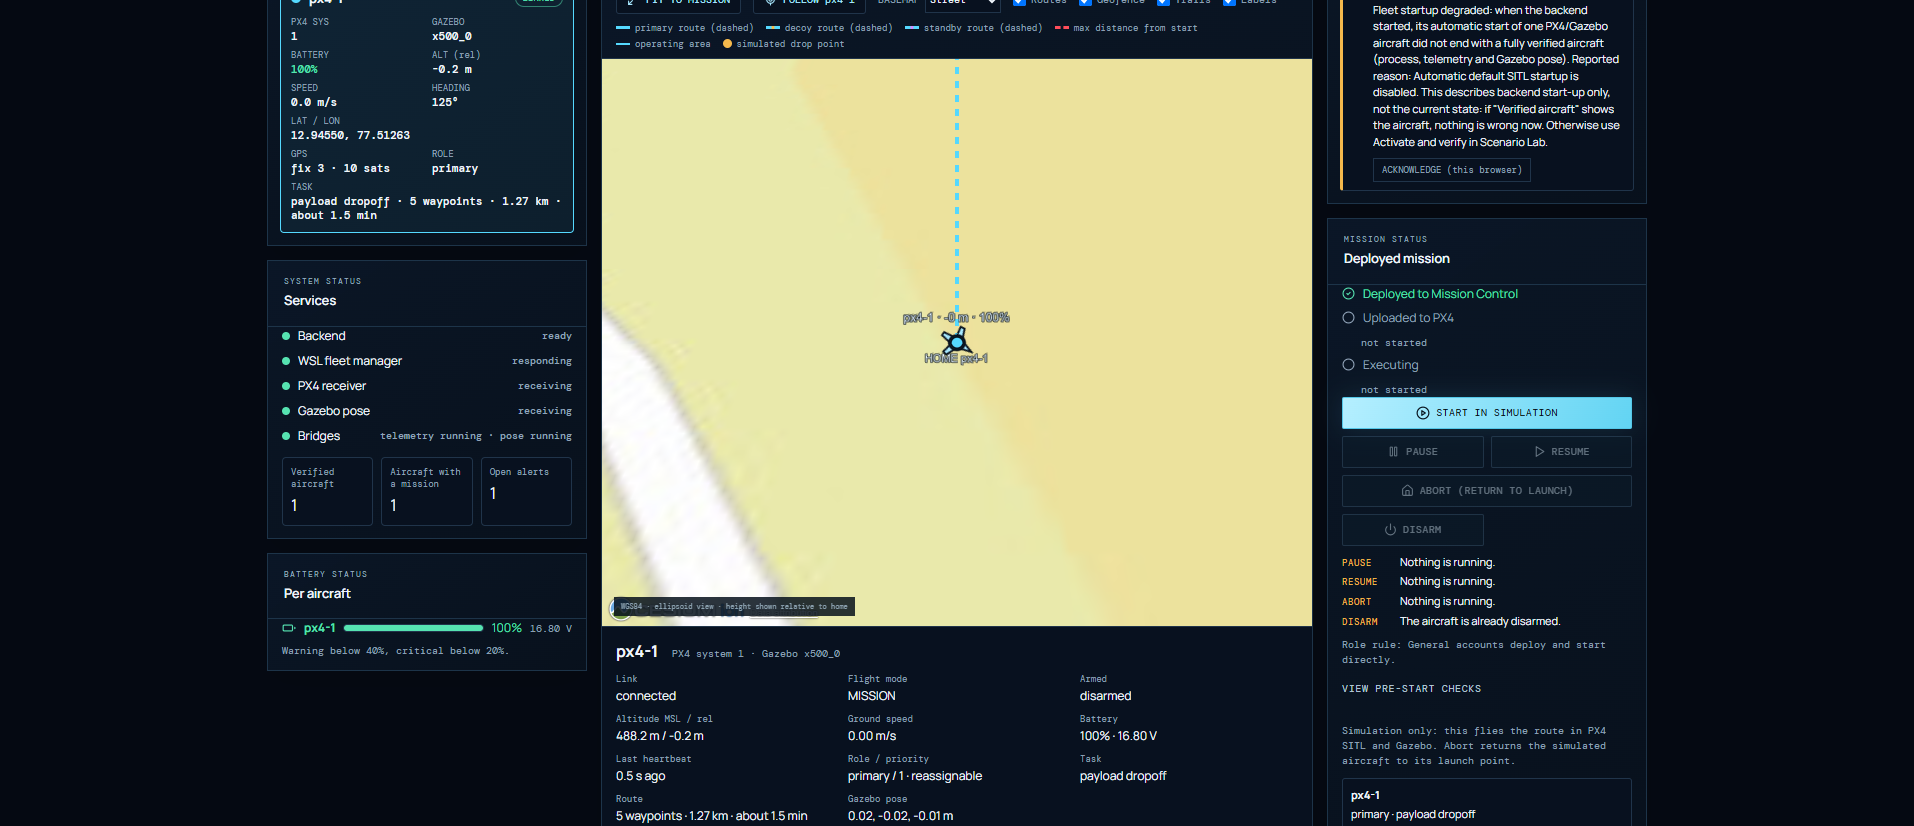 px4-1
PX4 SYS
GAZEBO
1
x500_0
BATTERY
ALT (rel)
100%
-0.2 m
SPEED
HEADING
0.0 m/s
125°
LAT / LON
12.94550, 77.51263
GPS
ROLE
fix 3 · 10 sats
primary
TASK
payload dropoff · 5 waypoints · 1.27 km ·
about 1.5 min
SYSTEM STATUS
Services
Backend
ready
WSL fleet manager
responding
PX4 receiver
receiving
Gazebo pose
receiving
Bridges
telemetry running · pose running
Verified
aircraft
1
Aircraft with
a mission
1
Open alerts
1
BATTERY STATUS
Per aircraft
px4-1
100%
16.80 V
Warning below 40%, critical below 20%.
FIT TO MISSION
FOLLOW px4-1
BASEMAP
Street
Routes
Geofence
Trails
Labels
primary route (dashed)
decoy route (dashed)
standby route (dashed)
max distance from start
operating area
simulated drop point
px4-1 · -0 m · 100%
HOME px4-1
WGS84 · ellipsoid view · height shown relative to home
px4-1
PX4 system 1 · Gazebo x500_0
Link
Flight mode
Armed
connected
MISSION
disarmed
Altitude MSL / rel
Ground speed
Battery
488.2 m / -0.2 m
0.00 m/s
100% · 16.80 V
Last heartbeat
Role / priority
Task
0.5 s ago
primary / 1 · reassignable
payload dropoff
Route
Gazebo pose
5 waypoints · 1.27 km · about 1.5 min
0.02, -0.02, -0.01 m
Fleet startup degraded: when the backend
started, its automatic start of one PX4/Gazebo
aircraft did not end with a fully verified aircraft
(process, telemetry and Gazebo pose). Reported
reason: Automatic default SITL startup is
disabled. This describes backend start-up only,
not the current state: if "Verified aircraft" shows
the aircraft, nothing is wrong now. Otherwise use
Activate and verify in Scenario Lab.
ACKNOWLEDGE (this browser)
MISSION STATUS
Deployed mission
Deployed to Mission Control
Uploaded to PX4
not started
Executing
not started
START IN SIMULATION
PAUSE
RESUME
ABORT (RETURN TO LAUNCH)
DISARM
PAUSE
Nothing is running.
RESUME
Nothing is running.
ABORT
Nothing is running.
DISARM
The aircraft is already disarmed.
Role rule: General accounts deploy and start
directly.
VIEW PRE-START CHECKS
Simulation only: this flies the route in PX4
SITL and Gazebo. Abort returns the simulated
aircraft to its launch point.
px4-1
primary · payload dropoff